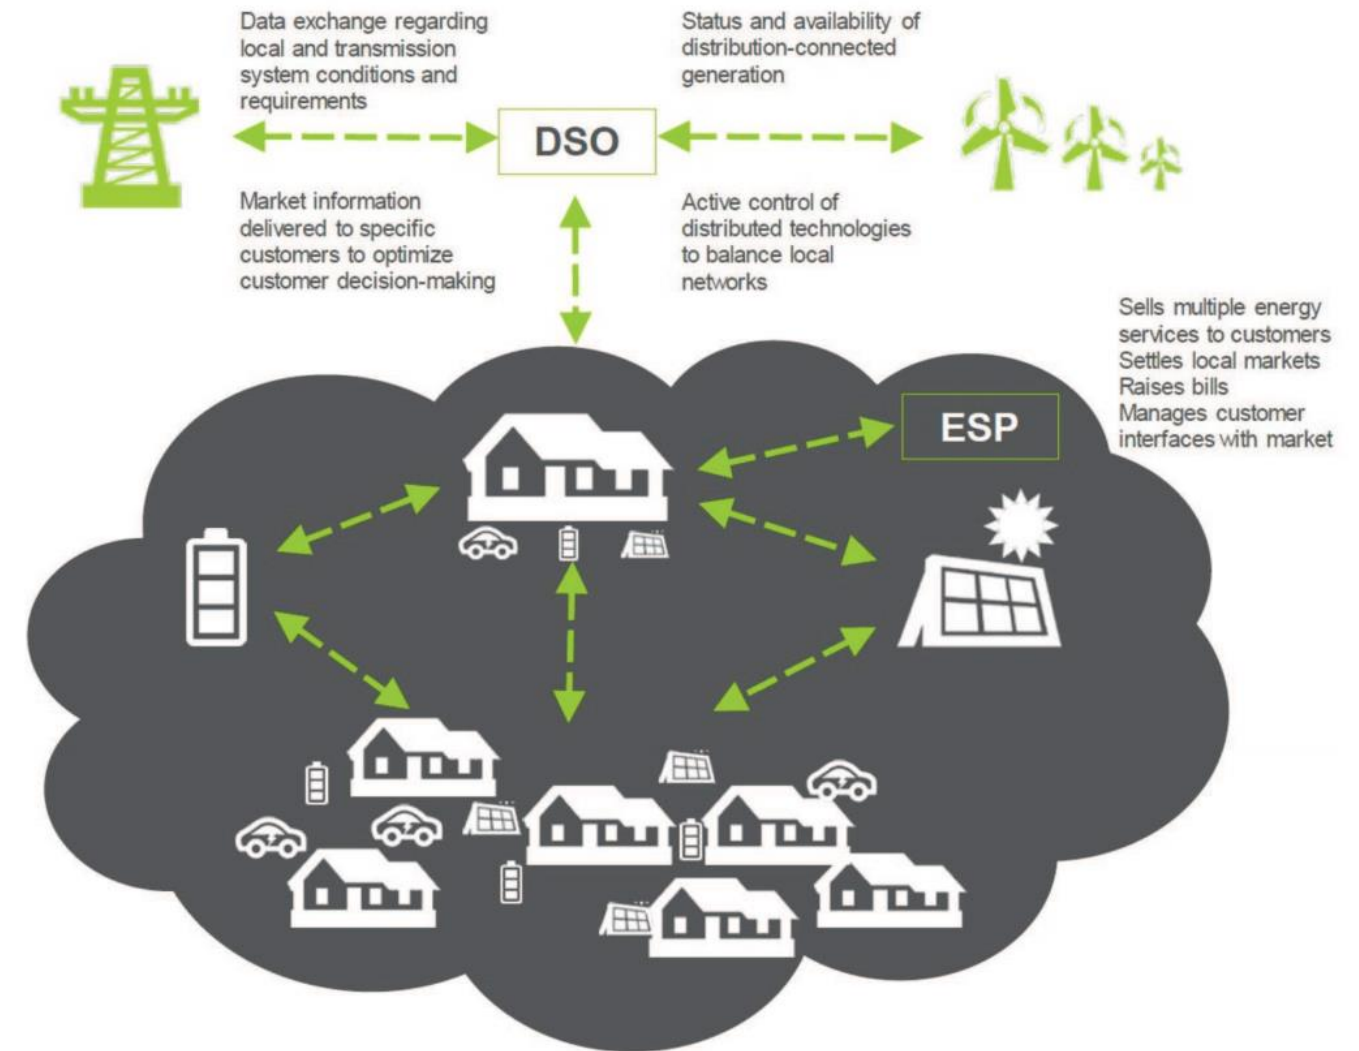 Data exchange regarding
local and transmission
system conditions and
requirements
Status and availability of
distribution-connected
generation
DSO
Market information
delivered to specific
customers to optimize
customer decision-making
Active control of
distributed technologies
to balance local
networks
Sells multiple energy
services to customers
Settles local markets
Raises bills
Manages customer
interfaces with market
ESP